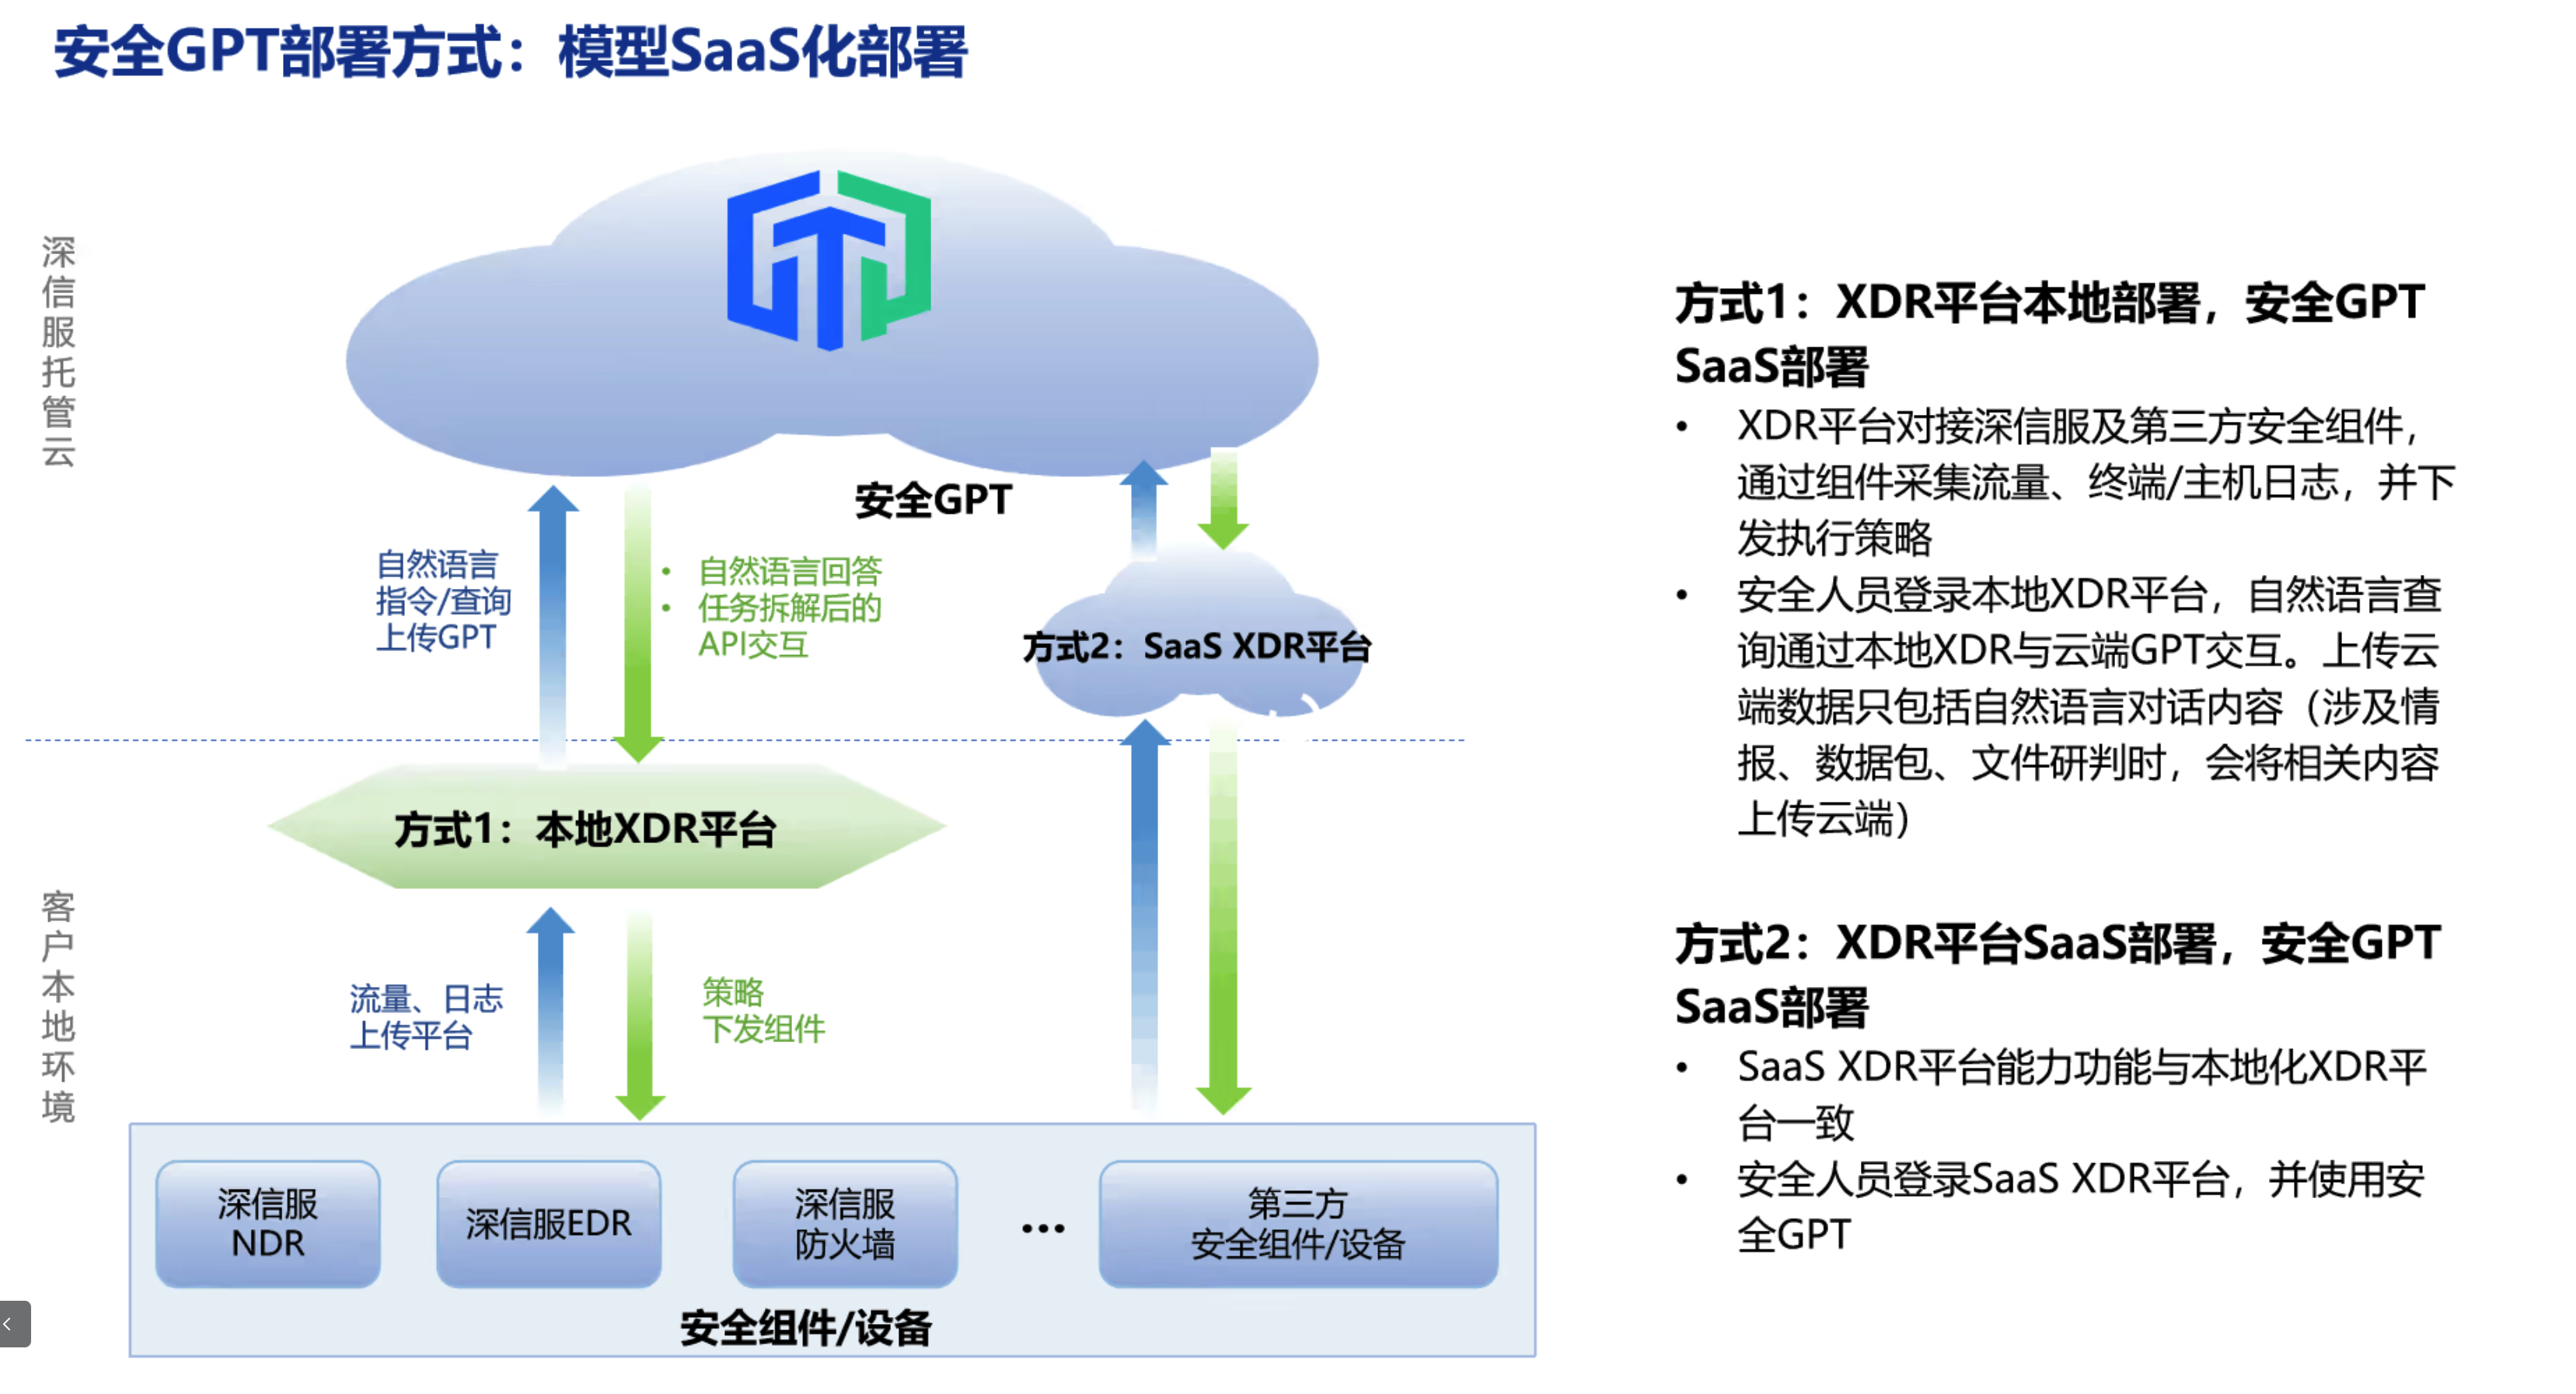 安全GPT部署方式：模型SaaS化部署
深信服托管云
安全GPT
自然语言
指令/查询
上传GPT
• 自然语言回答
• 任务拆解后的
API交互
方式2：SaaS XDR平台
方式1：本地XDR平台
客户本地环境
流量、日志
上传平台
策略
下发组件
深信服
NDR
深信服EDR
深信服
防火墙
...
第三方
安全组件/设备
安全组件/设备
方式1：XDR平台本地部署，安全GPT
SaaS部署
• XDR平台对接深信服及第三方安全组件，
通过组件采集流量、终端/主机日志，并下
发执行策略
• 安全人员登录本地XDR平台，自然语言查
询通过本地XDR与云端GPT交互。上传云
端数据只包括自然语言对话内容（涉及情
报、数据包、文件研判时，会将相关内容
上传云端）
方式2：XDR平台SaaS部署，安全GPT
SaaS部署
• SaaS XDR平台能力功能与本地化XDR平
台一致
• 安全人员登录SaaS XDR平台，并使用安
全GPT